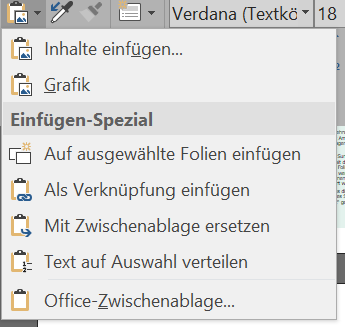 Verdana (Textkö 18
Inhalte einfügen...
Grafik
Einfügen-Spezial
Auf ausgewählte Folien einfügen
Als Verknüpfung einfügen
Mit Zwischenablage ersetzen
Text auf Auswahl verteilen
Office-Zwischenablage...